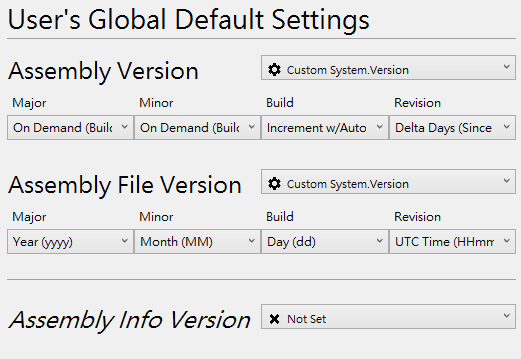 User's Global Default Settings
Assembly Version
Custom System.Version
Major Minor Build Revision
On Demand (Build On Demand (Build Increment w/Auto Delta Days (Since
Assembly File Version
Custom System.Version
Major Minor Build Revision
Year (yyyy) Month (MM) Day (dd) UTC Time (HHmm
Assembly Info Version
Not Set